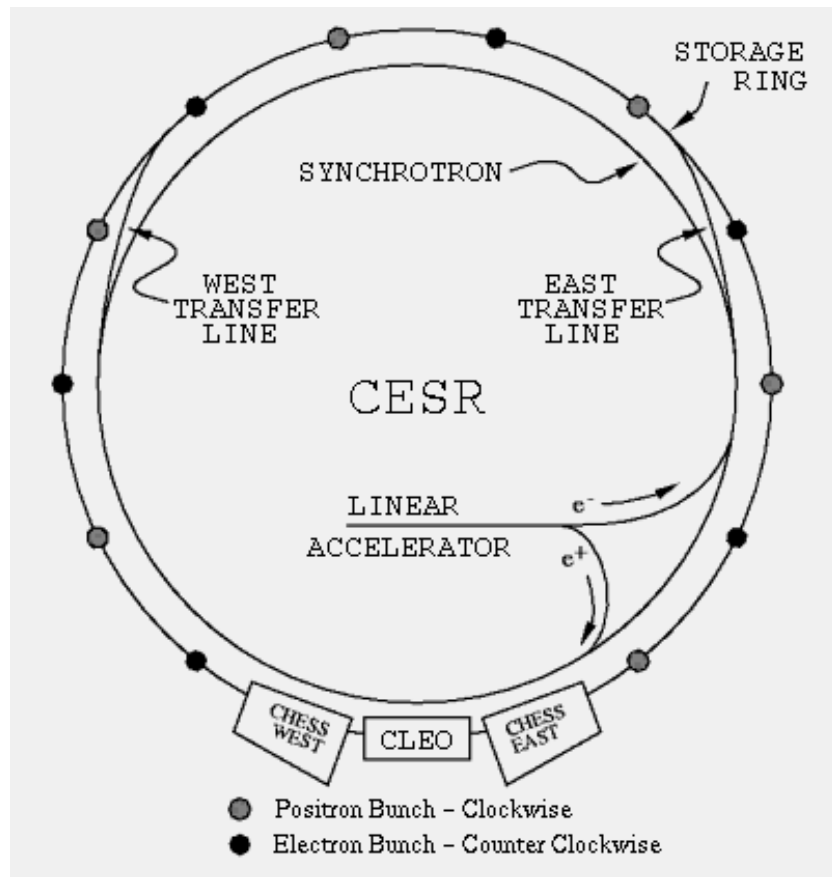 STORAGE
RING
SYNCHROTRON
WEST
TRANSFER
LINE
EAST
TRANSFER
LINE
CESR
LINEAR
ACCELERATOR
e⁻
e⁺
CHESS
WEST
CLEO
CHESS
EAST
Positron Bunch – Clockwise
Electron Bunch – Counter Clockwise